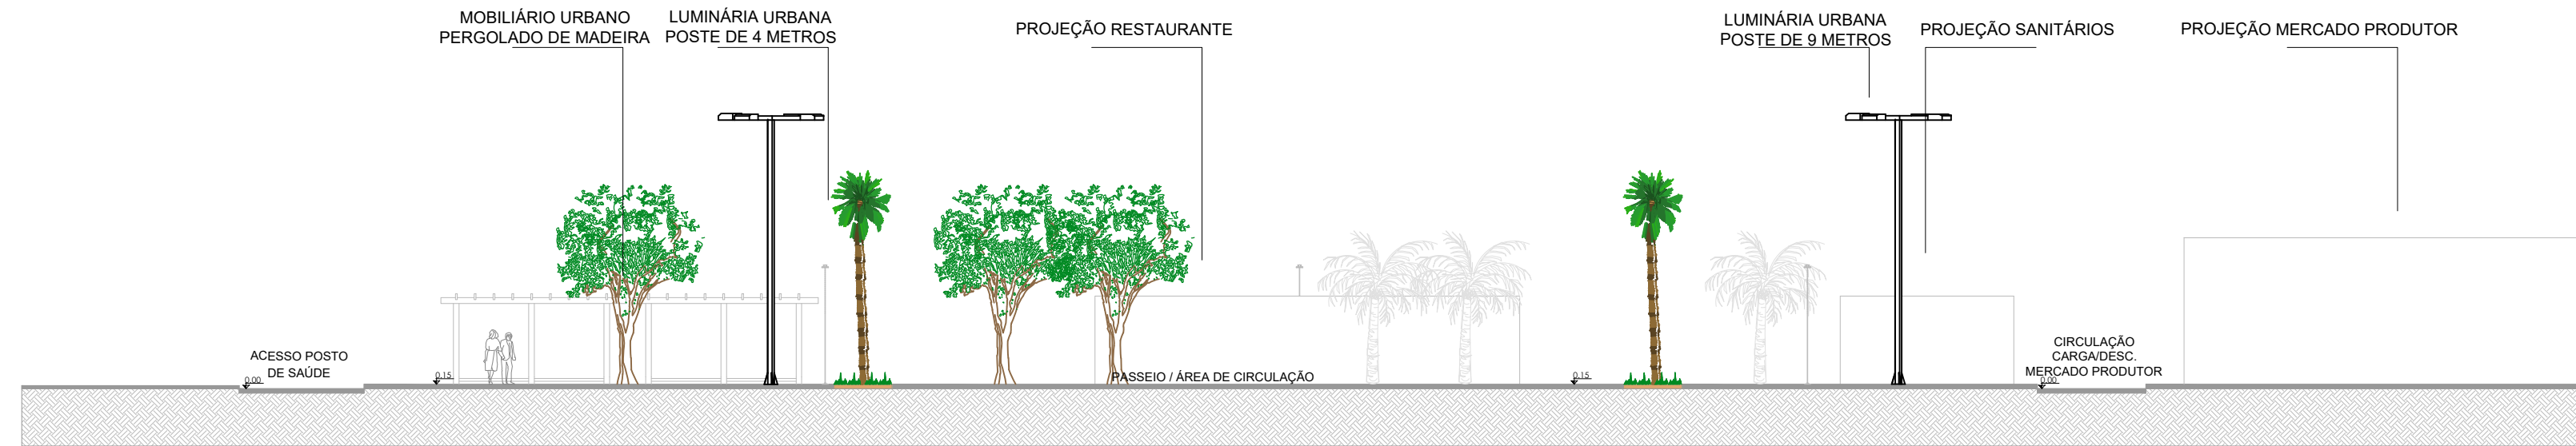 MOBILIÁRIO URBANO
PERGOLADO DE MADEIRA
LUMINÁRIA URBANA
POSTE DE 4 METROS
PROJEÇÃO RESTAURANTE
LUMINÁRIA URBANA
POSTE DE 9 METROS
PROJEÇÃO SANITÁRIOS
PROJEÇÃO MERCADO PRODUTOR
ACESSO POSTO
DE SAÚDE
0.00
0.15
PASSEIO / ÁREA DE CIRCULAÇÃO
0.15
CIRCULAÇÃO
CARGA/DESC.
MERCADO PRODUTOR
0.00